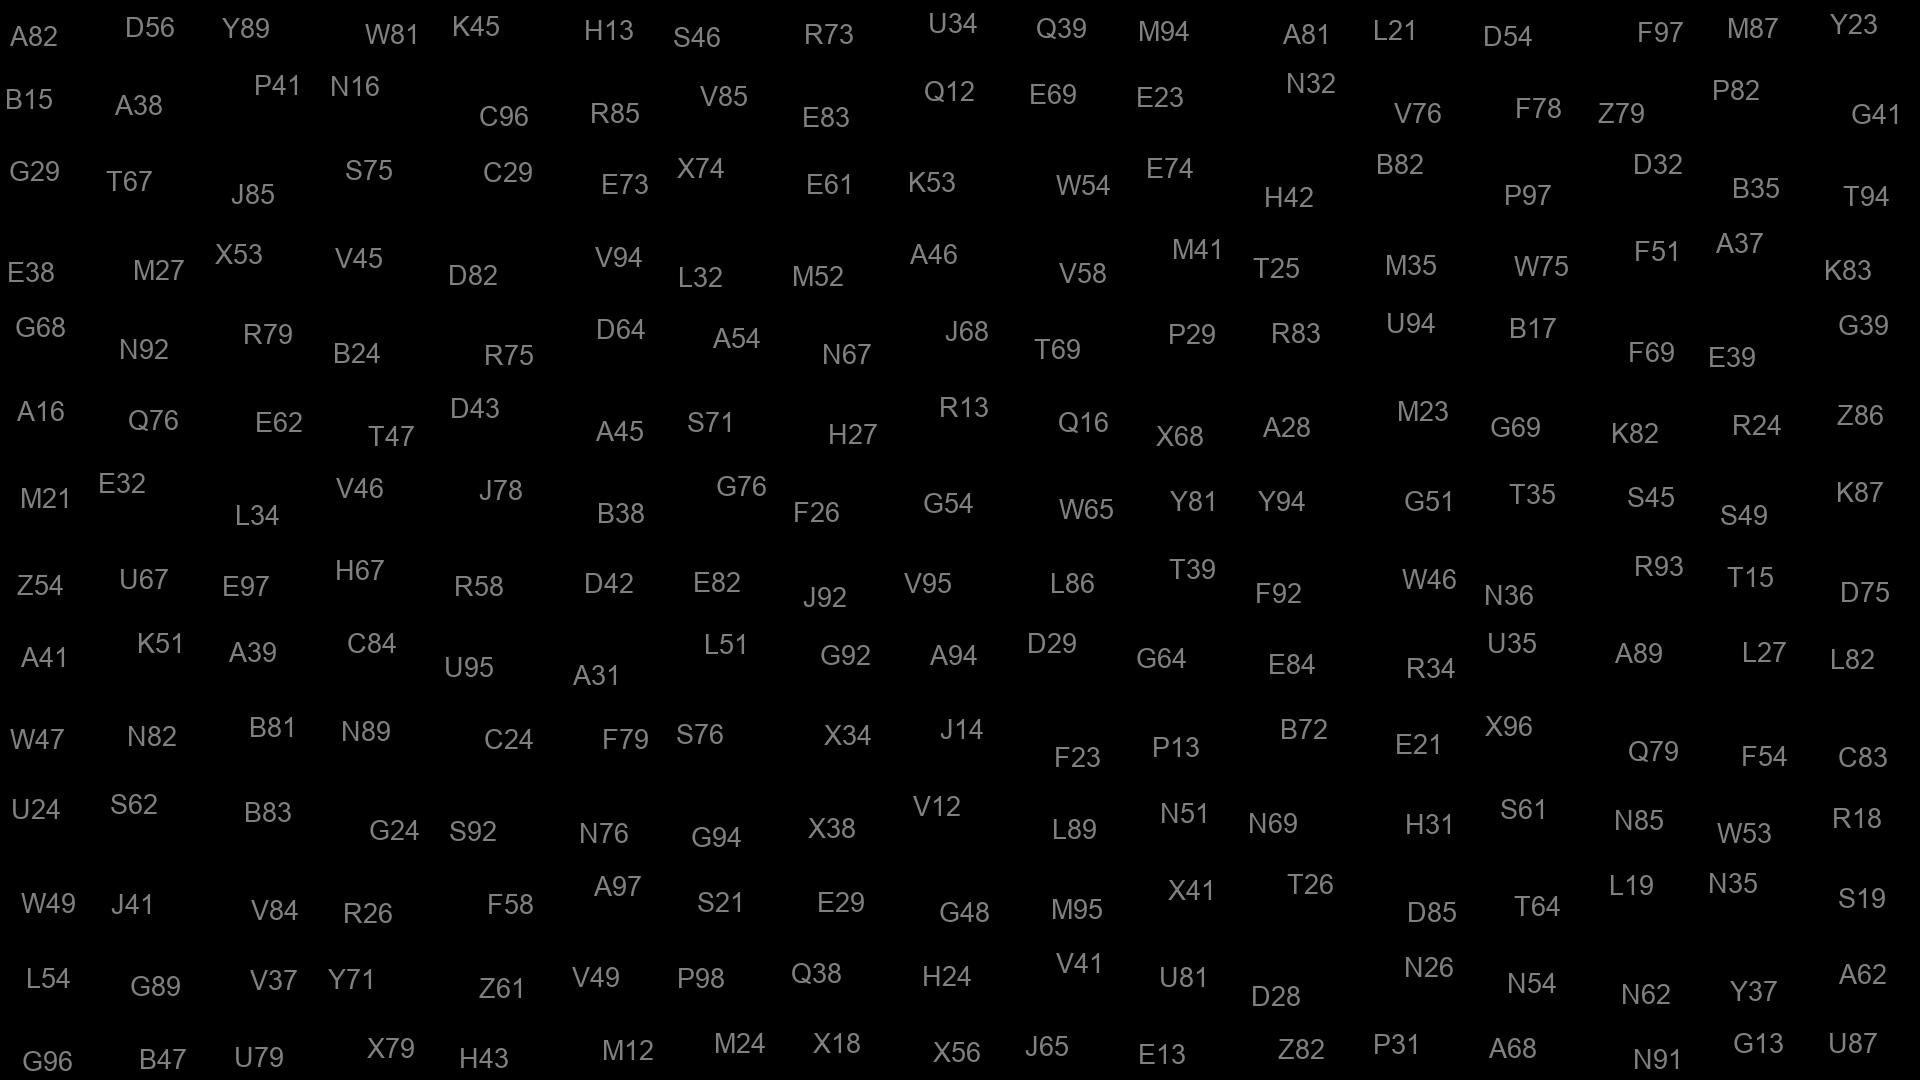 A82 D56 Y89 W81 K45 H13 S46 R73 U34 Q39 M94 A81 L21 D54 F97 M87 Y23
B15 A38 P41 N16 C96 R85 V85 E83 Q12 E69 E23 N32 V76 F78 Z79 P82 G41
G29 T67 J85 S75 C29 E73 X74 E61 K53 W54 E74 H42 B82 P97 D32 B35 T94
E38 M27 X53 V45 D82 V94 L32 M52 A46 V58 M41 T25 M35 W75 F51 A37 K83
G68 N92 R79 B24 R75 D64 A54 N67 J68 T69 P29 R83 U94 B17 F69 E39 G39
A16 Q76 E62 T47 D43 A45 S71 H27 R13 Q16 X68 A28 M23 G69 K82 R24 Z86
M21 E32 L34 V46 J78 B38 G76 F26 G54 W65 Y81 Y94 G51 T35 S45 S49 K87
Z54 U67 E97 H67 R58 D42 E82 J92 V95 L86 T39 F92 W46 N36 R93 T15 D75
A41 K51 A39 C84 U95 A31 L51 G92 A94 D29 G64 E84 R34 U35 A89 L27 L82
W47 N82 B81 N89 C24 F79 S76 X34 J14 F23 P13 B72 E21 X96 Q79 F54 C83
U24 S62 B83 G24 S92 N76 G94 X38 V12 L89 N51 N69 H31 S61 N85 W53 R18
W49 J41 V84 R26 F58 A97 S21 E29 G48 M95 X41 T26 D85 T64 L19 N35 S19
L54 G89 V37 Y71 Z61 V49 P98 Q38 H24 V41 U81 D28 N26 N54 N62 Y37 A62
G96 B47 U79 X79 H43 M12 M24 X18 X56 J65 E13 Z82 P31 A68 N91 G13 U87